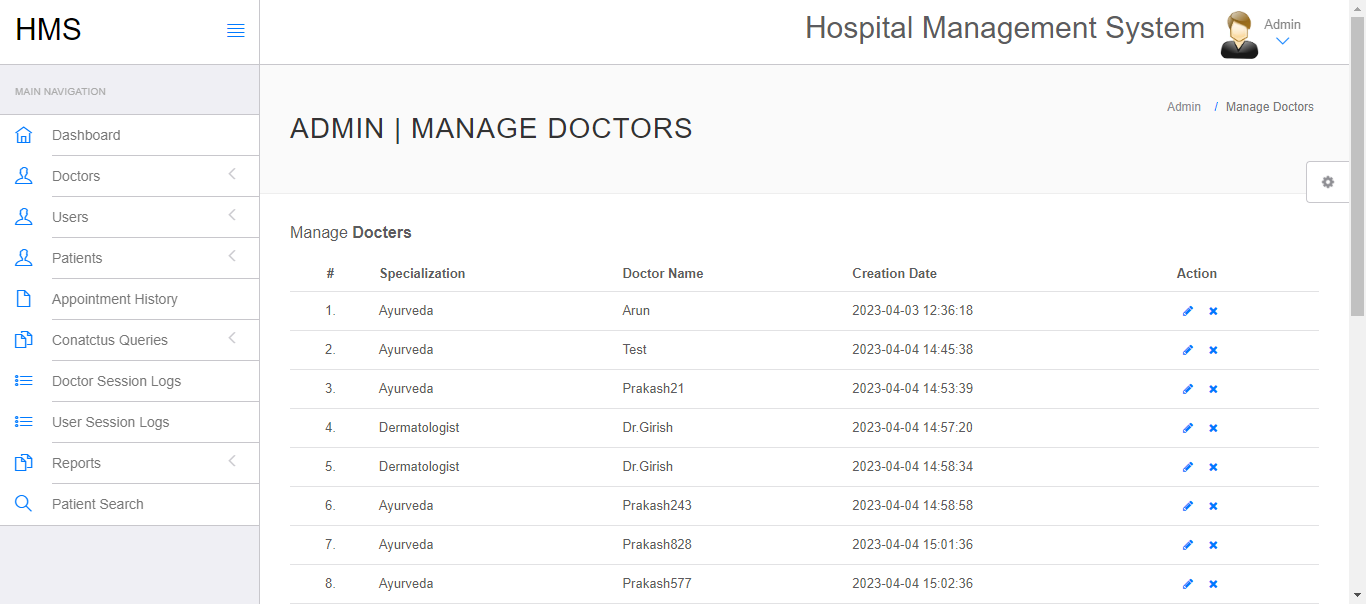 HMS
Hospital Management System
Admin
MAIN NAVIGATION
Dashboard
Doctors
Users
Patients
Appointment History
Conatctus Queries
Doctor Session Logs
User Session Logs
Reports
Patient Search
ADMIN | MANAGE DOCTORS
Admin / Manage Doctors
Manage Docters
# Specialization Doctor Name Creation Date Action
1. Ayurveda Arun 2023-04-03 12:36:18
2. Ayurveda Test 2023-04-04 14:45:38
3. Ayurveda Prakash21 2023-04-04 14:53:39
4. Dermatologist Dr.Girish 2023-04-04 14:57:20
5. Dermatologist Dr.Girish 2023-04-04 14:58:34
6. Ayurveda Prakash243 2023-04-04 14:58:58
7. Ayurveda Prakash828 2023-04-04 15:01:36
8. Ayurveda Prakash577 2023-04-04 15:02:36